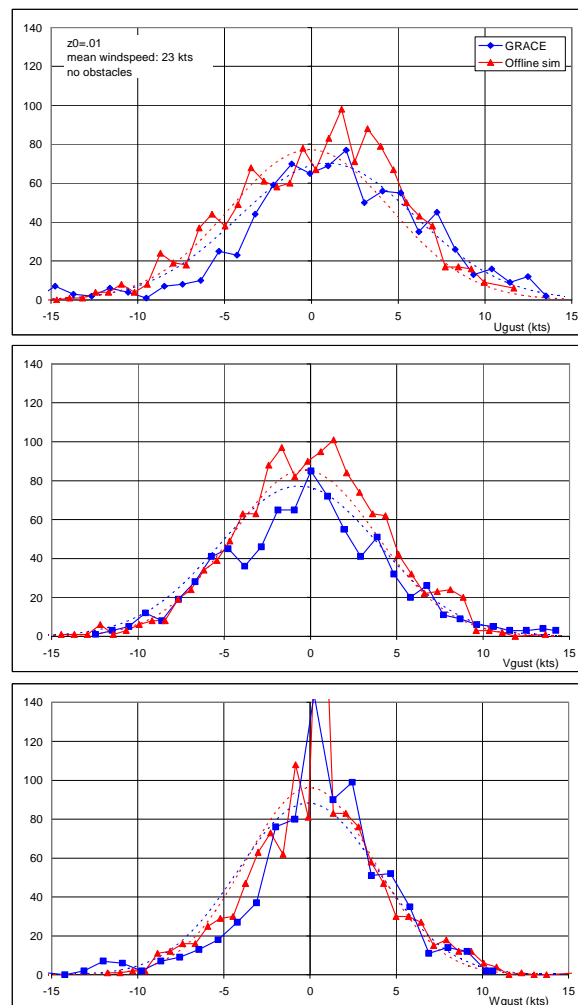 140
z0=.01
mean windspeed: 23 kts
no obstacles
GRACE
Offline sim
120
100
80
60
40
20
0
-15 -10 -5 0 5 10 15
Ugust (kts)
140
120
100
80
60
40
20
0
-15 -10 -5 0 5 10 15
Vgust (kts)
140
120
100
80
60
40
20
0
-15 -10 -5 0 5 10 15
Wgust (kts)